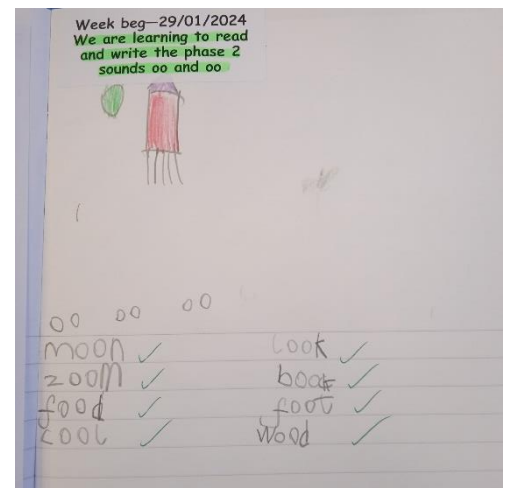 Week beg—29/01/2024
We are learning to read
and write the phase 2
sounds oo and oo
oo oo oo
moon look
zoom book
food foot
cool wood